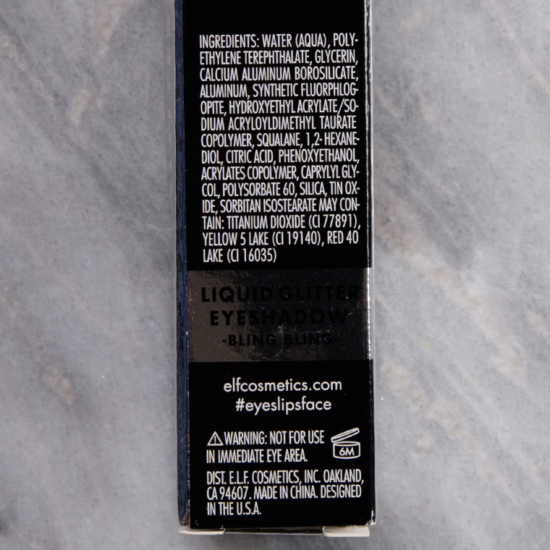 INGREDIENTS: WATER (AQUA), POLY-
ETHYLENE TEREPHTHALATE, GLYCERIN,
CALCIUM ALUMINUM BOROSILICATE,
ALUMINUM, SYNTHETIC FLUORPHLOG-
OPITE, HYDROXYETHYL ACRYLATE/SO-
DIUM ACRYLOYLDIMETHYL TAURATE
COPOLYMER, SQUALANE, 1,2- HEXANE-
DIOL, CITRIC ACID, PHENOXYETHANOL,
ACRYLATES COPOLYMER, CAPRYLYL GLY-
COL, POLYSORBATE 60, SILICA, TIN OX-
IDE, SORBITAN ISOSTEARATE MAY CON-
TAIN: TITANIUM DIOXIDE (CI 77891),
YELLOW 5 LAKE (CI 19140), RED 40
LAKE (CI 16035)
LIQUID GLITTER
EYESHADOW
-BLING BLING-
elfcosmetics.com
#eyeslipsface
WARNING: NOT FOR USE
IN IMMEDIATE EYE AREA.
6M
DIST. E.L.F. COSMETICS, INC. OAKLAND,
CA 94607. MADE IN CHINA. DESIGNED
IN THE U.S.A.